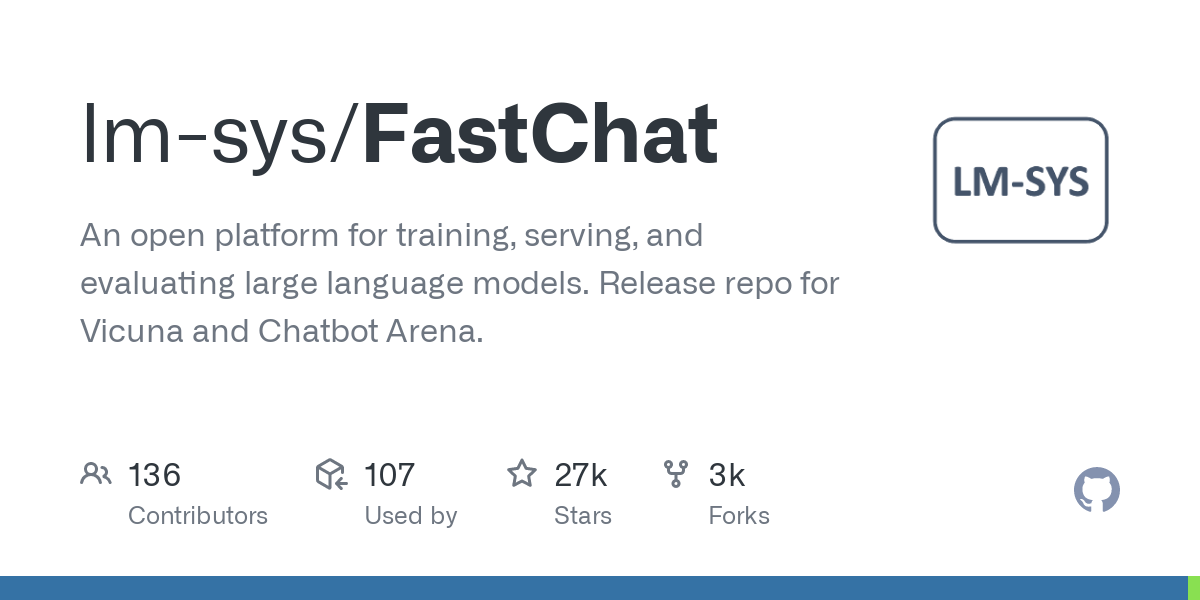 lm-sys/FastChat
LM-SYS
An open platform for training, serving, and
evaluating large language models. Release repo for
Vicuna and Chatbot Arena.
136 107 27k 3k
Contributors Used by Stars Forks